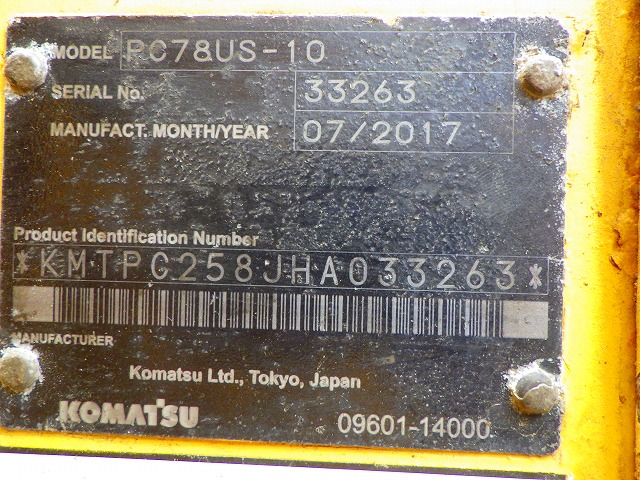 MODEL PC78US-10
SERIAL No. 33263
MANUFACT. MONTH/YEAR 07/2017
Product Identification Number
*KMTPC258JHA033263*
MANUFACTURER
Komatsu Ltd., Tokyo, Japan
KOMATSU 09601-14000